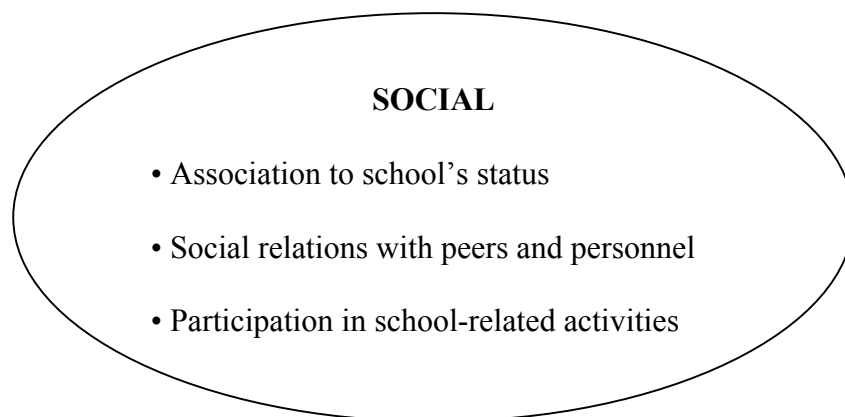 SOCIAL
• Association to school’s status
• Social relations with peers and personnel
• Participation in school-related activities